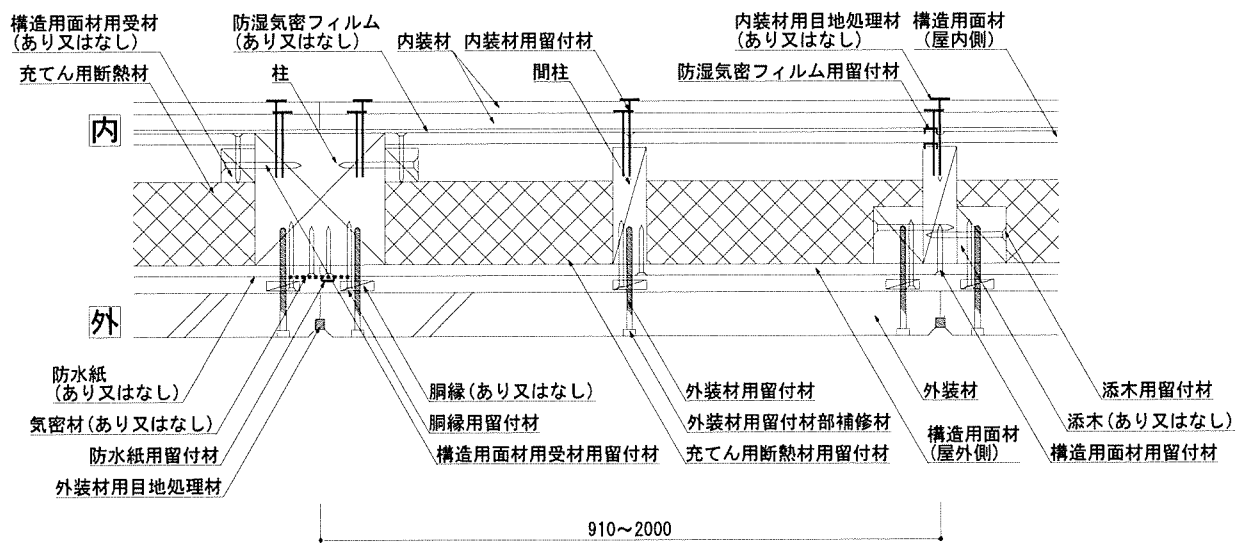 構造用面材用受材
(あり又はなし)
充てん用断熱材
防湿気密フィルム
(あり又はなし)
柱
内装材
内装材用留付材
間柱
内装材用目地処理材
(あり又はなし)
防湿気密フィルム用留付材
構造用面材
(屋内側)
内
外
防水紙
(あり又はなし)
気密材(あり又はなし)
防水紙用留付材
外装材用目地処理材
胴縁(あり又はなし)
胴縁用留付材
構造用面材用受材用留付材
外装材用留付材
外装材用留付材部補修材
充てん用断熱材用留付材
外装材
構造用面材
(屋外側)
添木用留付材
添木(あり又はなし)
構造用面材用留付材
910～2000